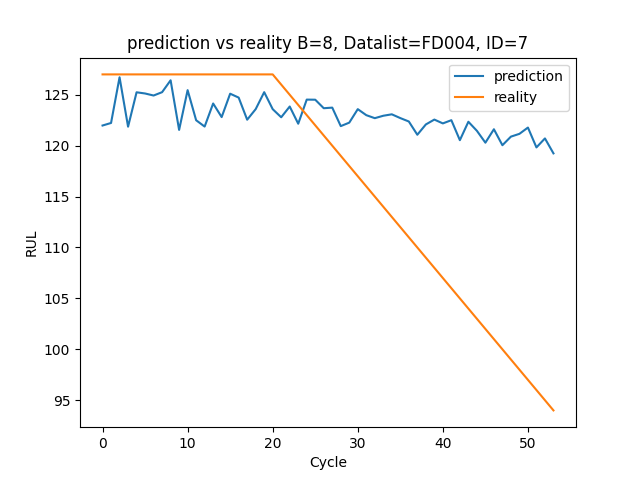 prediction vs reality B=8, Datalist=FD004, ID=7
prediction
reality
125
120
115
110
105
100
95
RUL
0 10 20 30 40 50
Cycle